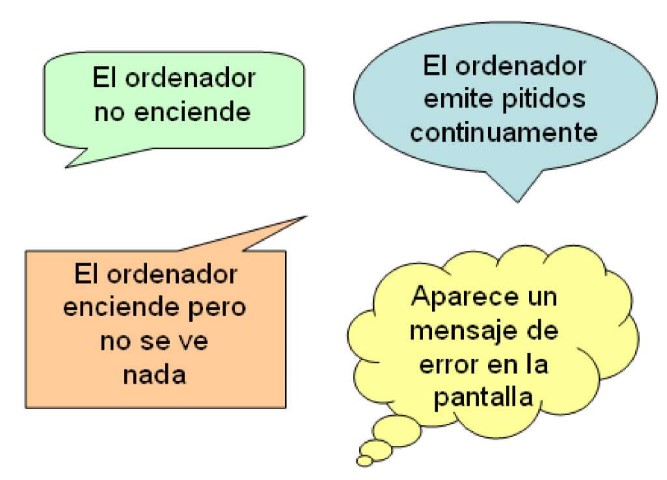 El ordenador
no enciende
El ordenador
emite pitidos
continuamente
El ordenador
enciende pero
no se ve
nada
Aparece un
mensaje de
error en la
pantalla